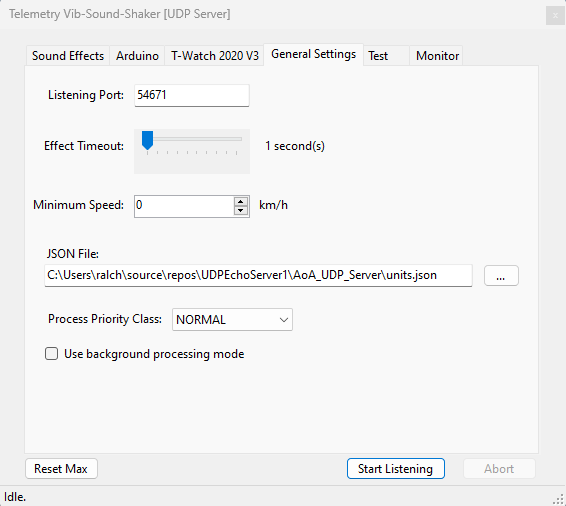 Telemetry Vib-Sound-Shaker [UDP Server]
Sound Effects Arduino T-Watch 2020 V3 General Settings Test Monitor
Listening Port: 54671
Effect Timeout: 1 second(s)
Minimum Speed: 0 km/h
JSON File:
C:\Users\ralch\source\repos\UDPEchoServer1\AoA_UDP_Server\units.json ...
Process Priority Class: NORMAL
Use background processing mode
Reset Max Start Listening Abort
Idle.